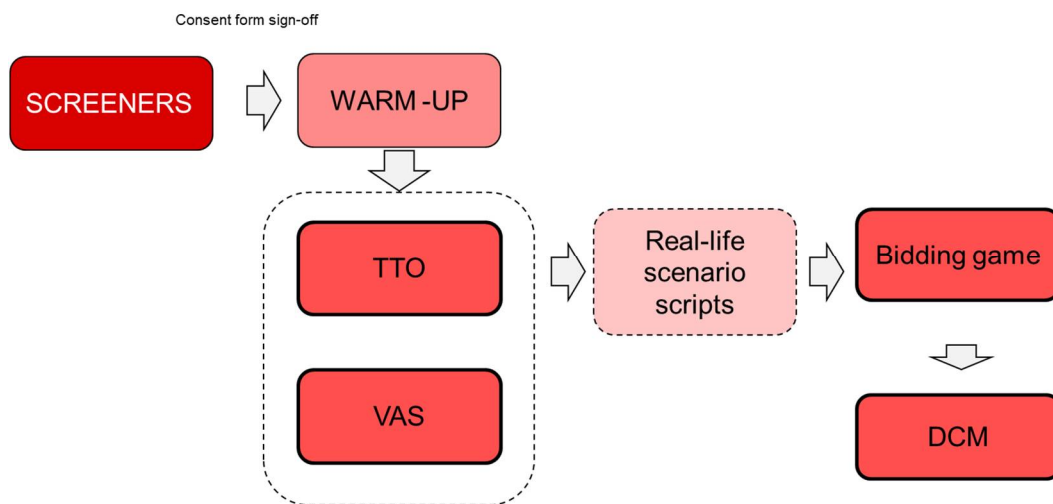 Consent form sign-off
SCREENERS
WARM -UP
TTO
VAS
Real-life
scenario
scripts
Bidding game
DCM